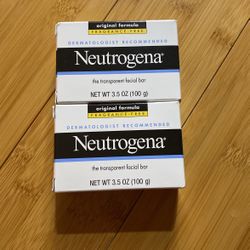 original formula
FRAGRANCE-FREE
DERMATOLOGIST RECOMMENDED
Neutrogena®
the transparent facial bar
NET WT 3.5 OZ (100 g)
original formula
FRAGRANCE-FREE
DERMATOLOGIST RECOMMENDED
Neutrogena®
the transparent facial bar
NET WT 3.5 OZ (100 g)